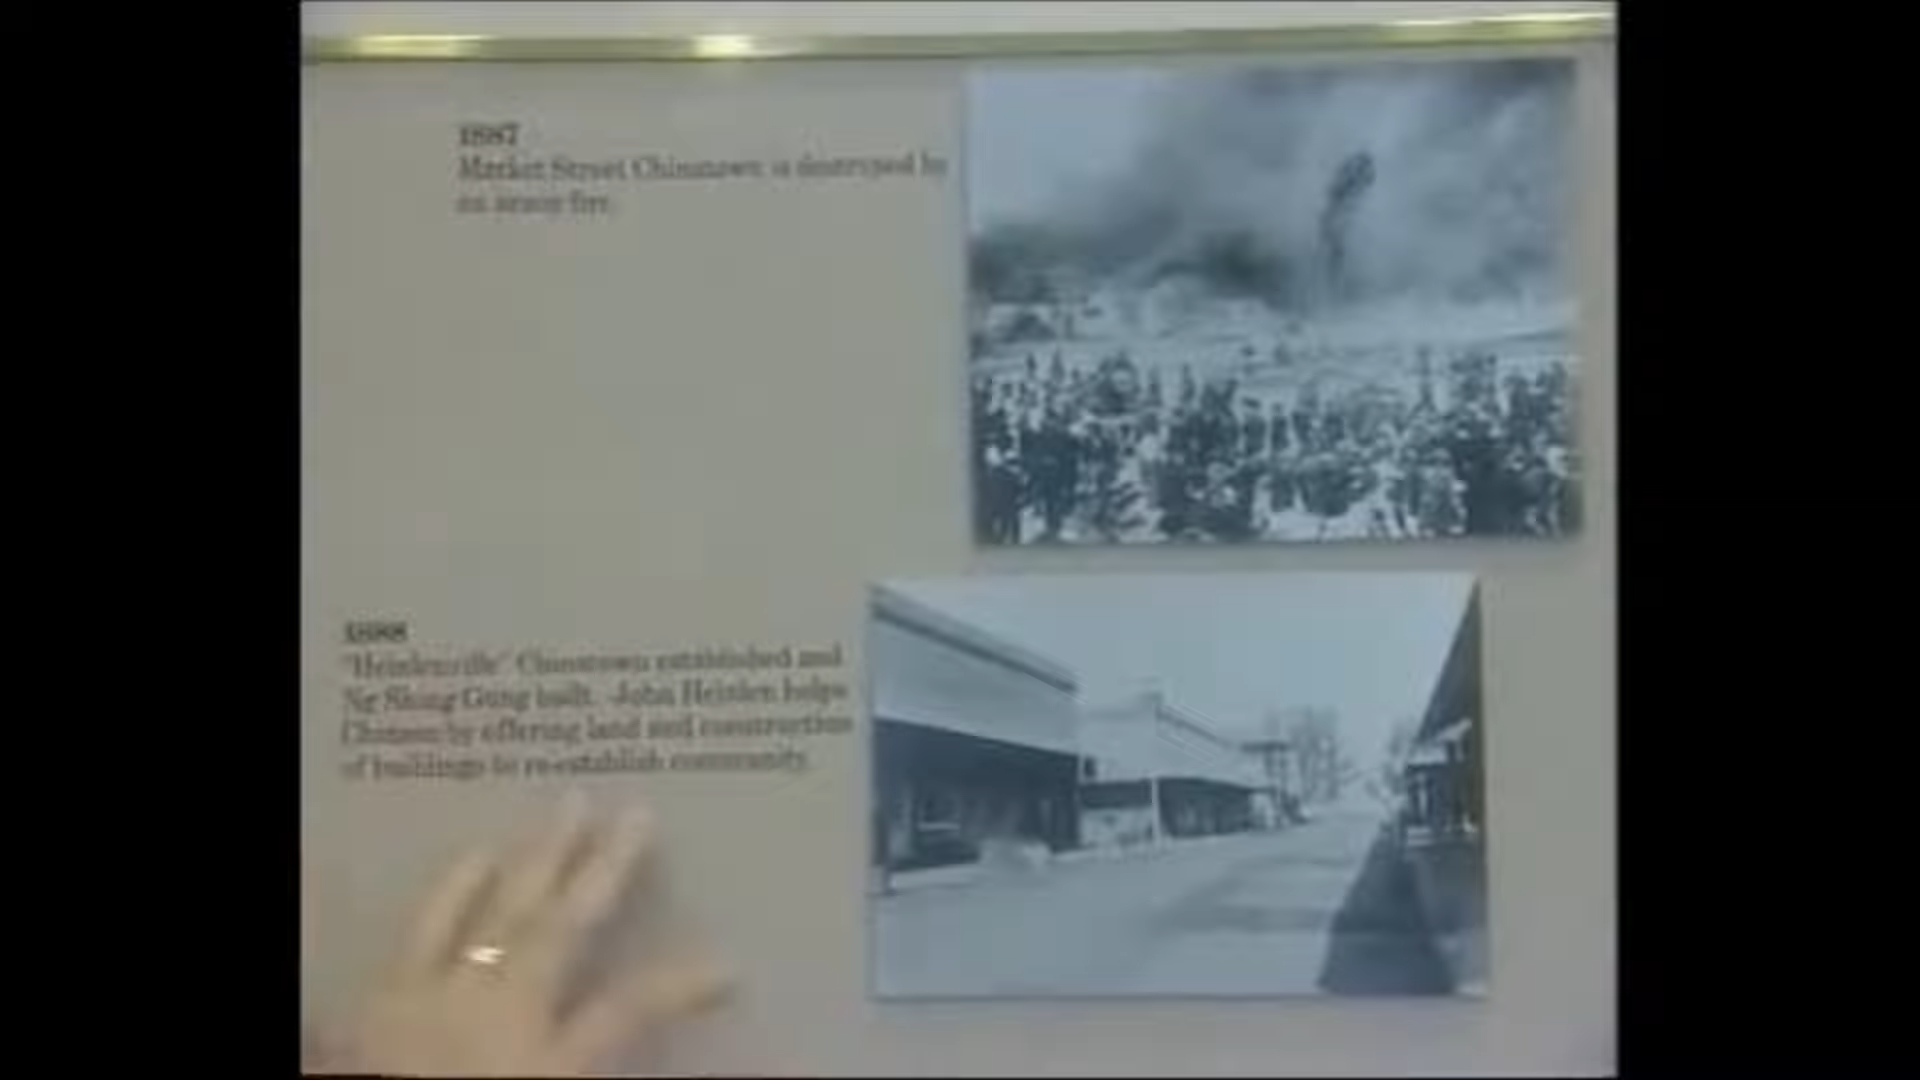 1887
Market Street Chinatown is destroyed by
an arson fire.
1888
"Heinlenville" Chinatown established and
Ng Shing Gung built. John Heinlen helps
Chinese by offering land and construction
of buildings to re-establish community.